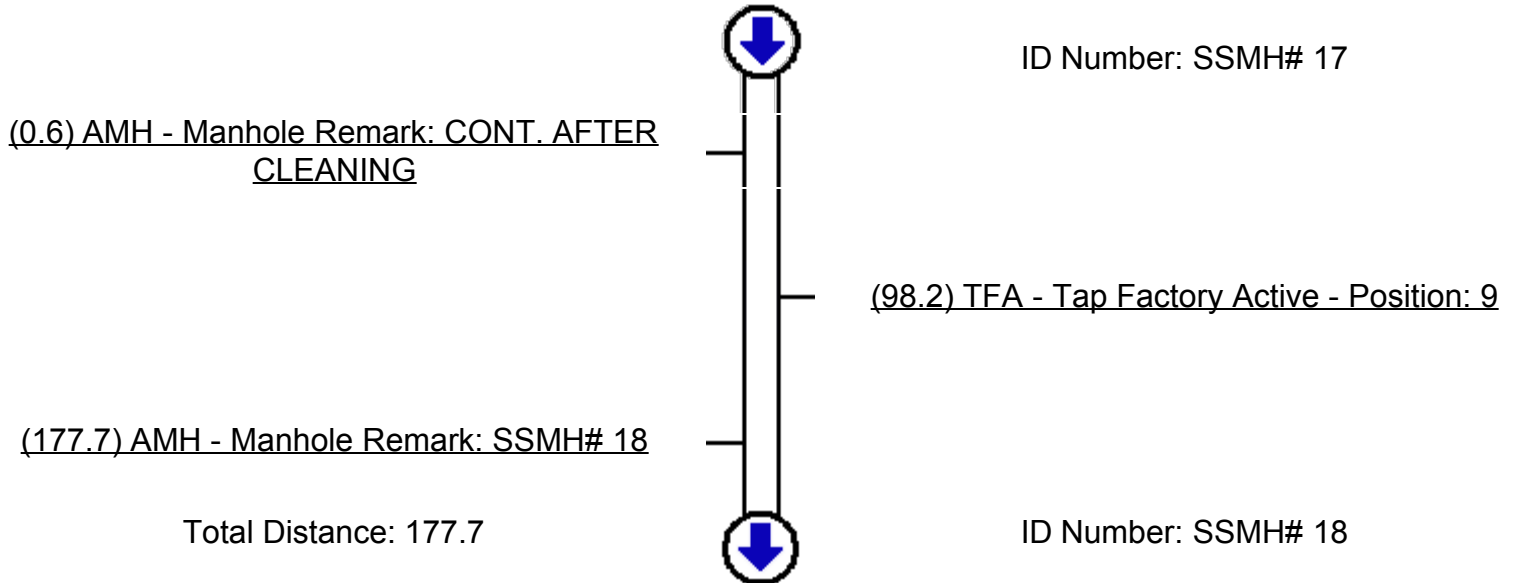 ID Number: SSMH# 17
(0.6) AMH - Manhole Remark: CONT. AFTER
CLEANING
(98.2) TFA - Tap Factory Active - Position: 9
(177.7) AMH - Manhole Remark: SSMH# 18
Total Distance: 177.7
ID Number: SSMH# 18